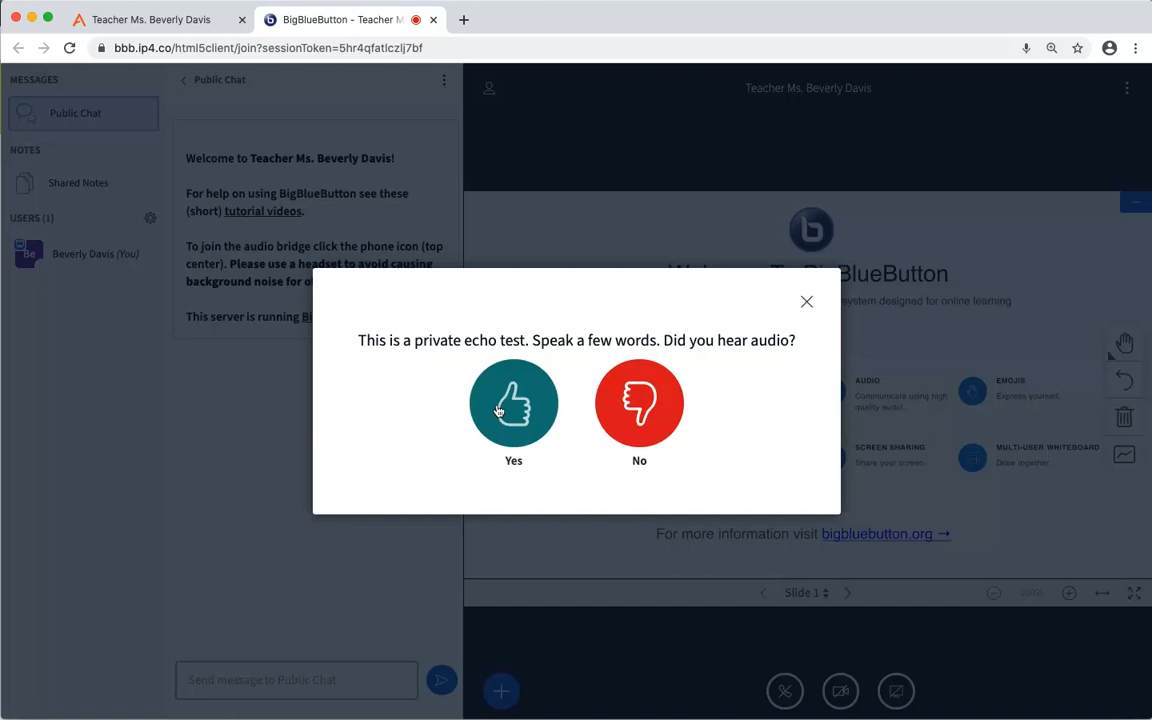 Teacher Ms. Beverly Davis
BigBlueButton - Teacher M
bbb.ip4.co/html5client/join?sessionToken=5hr4qfatlczlj7bf
MESSAGES
Public Chat
NOTES
Shared Notes
USERS (1)
Be
Beverly Davis (You)
Public Chat
Welcome to Teacher Ms. Beverly Davis!
For help on using BigBlueButton see these
(short) tutorial videos.
To join the audio bridge click the phone icon (top
center). Please use a headset to avoid causing
background noise for
This server is running
Send message to Public Chat
Teacher Ms. Beverly Davis
b
BlueButton
system designed for online learning
AUDIO
Communicate using high
quality audio.
EMOJIS
Express yourself.
SCREEN SHARING
Share your screen.
MULTI-USER WHITEBOARD
Draw together.
For more information visit bigbluebutton.org →
Slide 1
100%
This is a private echo test. Speak a few words. Did you hear audio?
Yes
No